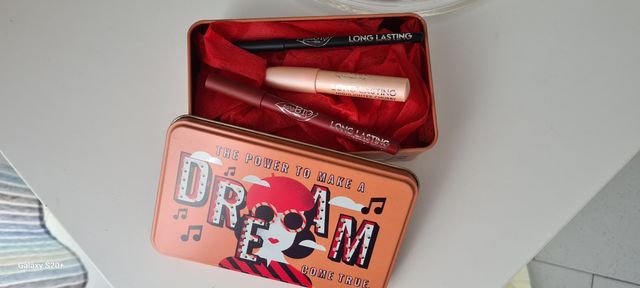 LONG LASTING
LONG LASTING
LONG LASTING
THE POWER TO MAKE A
DREAM
COME TRUE
Galaxy S20+